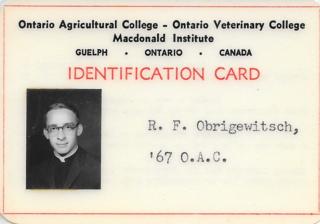 Ontario Agricultural College - Ontario Veterinary College
Macdonald Institute
GUELPH • ONTARIO • CANADA
IDENTIFICATION CARD
R. F. Obrigewitsch,
'67 O.A.C.